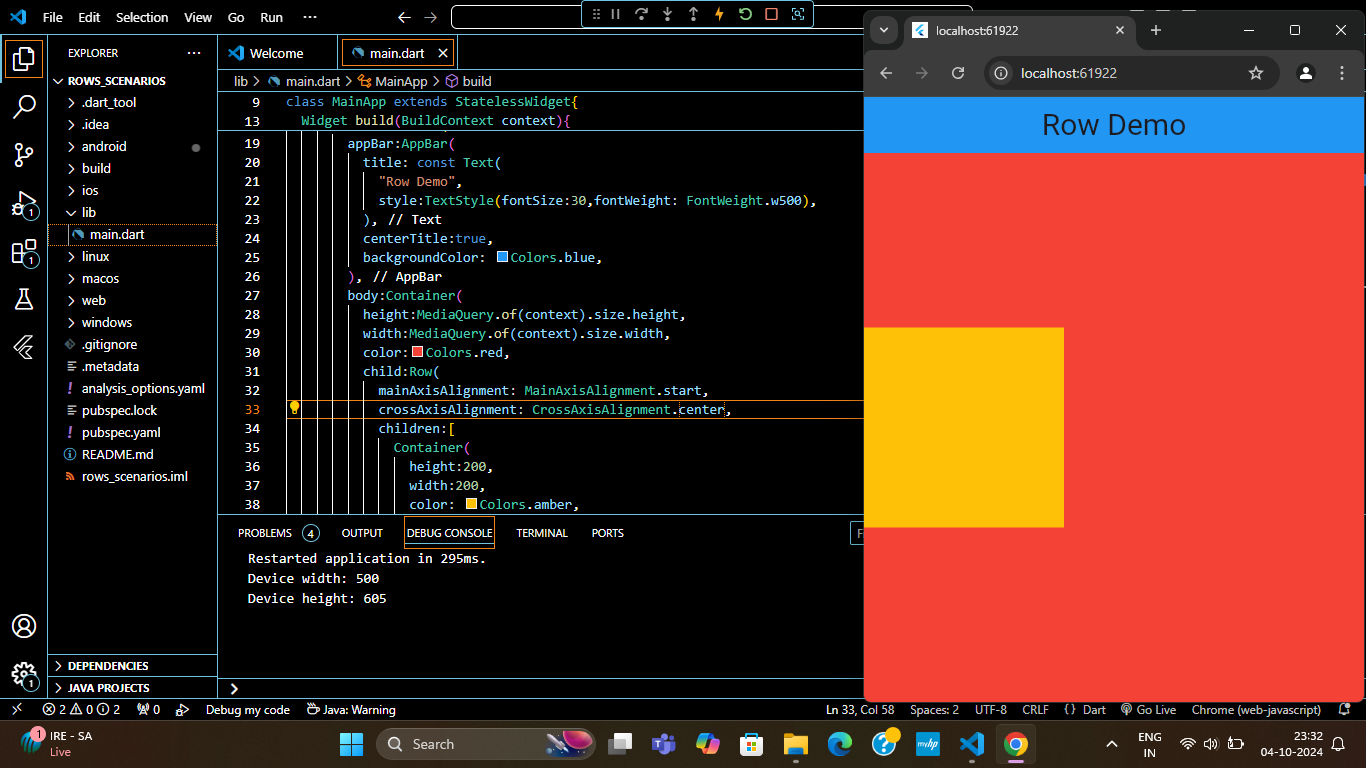 File Edit Selection View Go Run ···
EXPLORER ···
ROWS_SCENARIOS
.dart_tool
.idea
android
build
ios
lib
main.dart
linux
macos
web
windows
.gitignore
.metadata
analysis_options.yaml
pubspec.lock
pubspec.yaml
README.md
rows_scenarios.iml
DEPENDENCIES
JAVA PROJECTS
1
1
1
Welcome main.dart
lib > main.dart > MainApp > build
9 class MainApp extends StatelessWidget{
13 Widget build(BuildContext context){
19 appBar:AppBar(
20 title: const Text(
21 "Row Demo",
22 style:TextStyle(fontSize:30,fontWeight: FontWeight.w500),
23 ), // Text
24 centerTitle:true,
25 backgroundColor: Colors.blue,
26 ), // AppBar
27 body:Container(
28 height:MediaQuery.of(context).size.height,
29 width:MediaQuery.of(context).size.width,
30 color: Colors.red,
31 child:Row(
32 mainAxisAlignment: MainAxisAlignment.start,
33 crossAxisAlignment: CrossAxisAlignment.center,
34 children:[
35 Container(
36 height:200,
37 width:200,
38 color: Colors.amber,
PROBLEMS 4 OUTPUT DEBUG CONSOLE TERMINAL PORTS
Restarted application in 295ms.
Device width: 500
Device height: 605
localhost:61922
localhost:61922
Row Demo
2 0 2 0 Debug my code Java: Warning Ln 33, Col 58 Spaces: 2 UTF-8 CRLF {} Dart Go Live Chrome (web-javascript)
1 IRE - SA
Live
Search
myhp
ENG
IN
23:32
04-10-2024